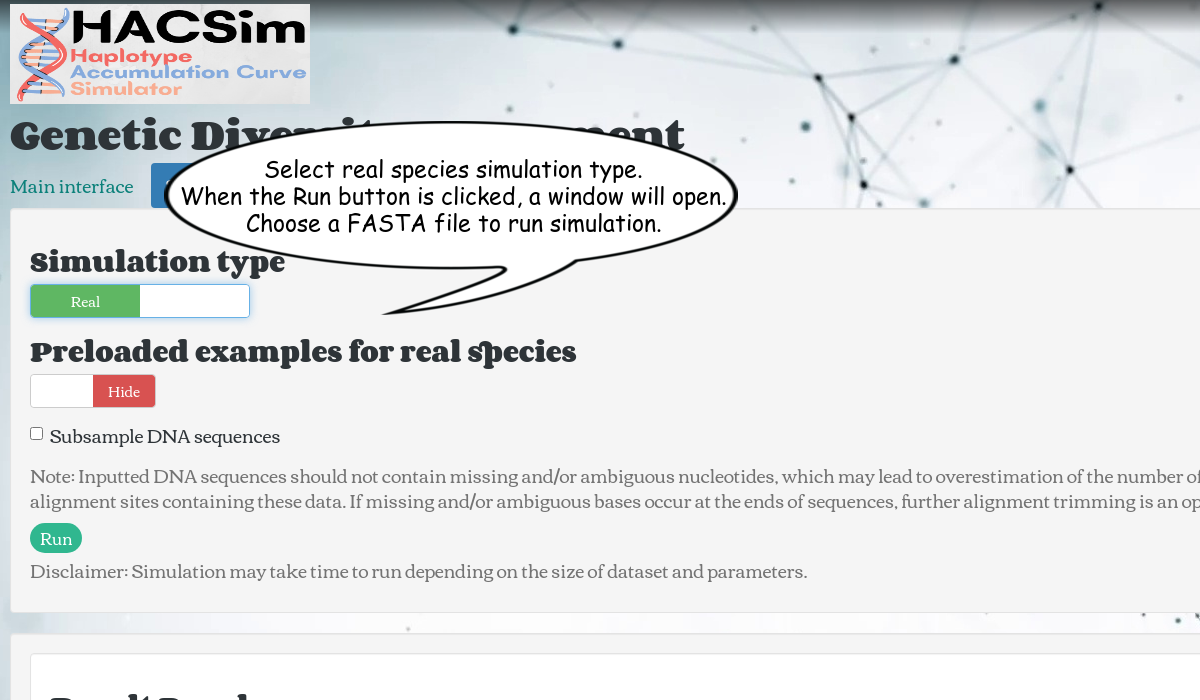 HACSim
Haplotype
Accumulation Curve
Simulator
Genetic
Main interface
Select real species simulation type.
When the Run button is clicked, a window will open.
Choose a FASTA file to run simulation.
Simulation type
Real
Preloaded examples for real species
Hide
Subsample DNA sequences
Note: Inputted DNA sequences should not contain missing and/or ambiguous nucleotides, which may lead to overestimation of the number of
alignment sites containing these data. If missing and/or ambiguous bases occur at the ends of sequences, further alignment trimming is an
Run
Disclaimer: Simulation may take time to run depending on the size of dataset and parameters.